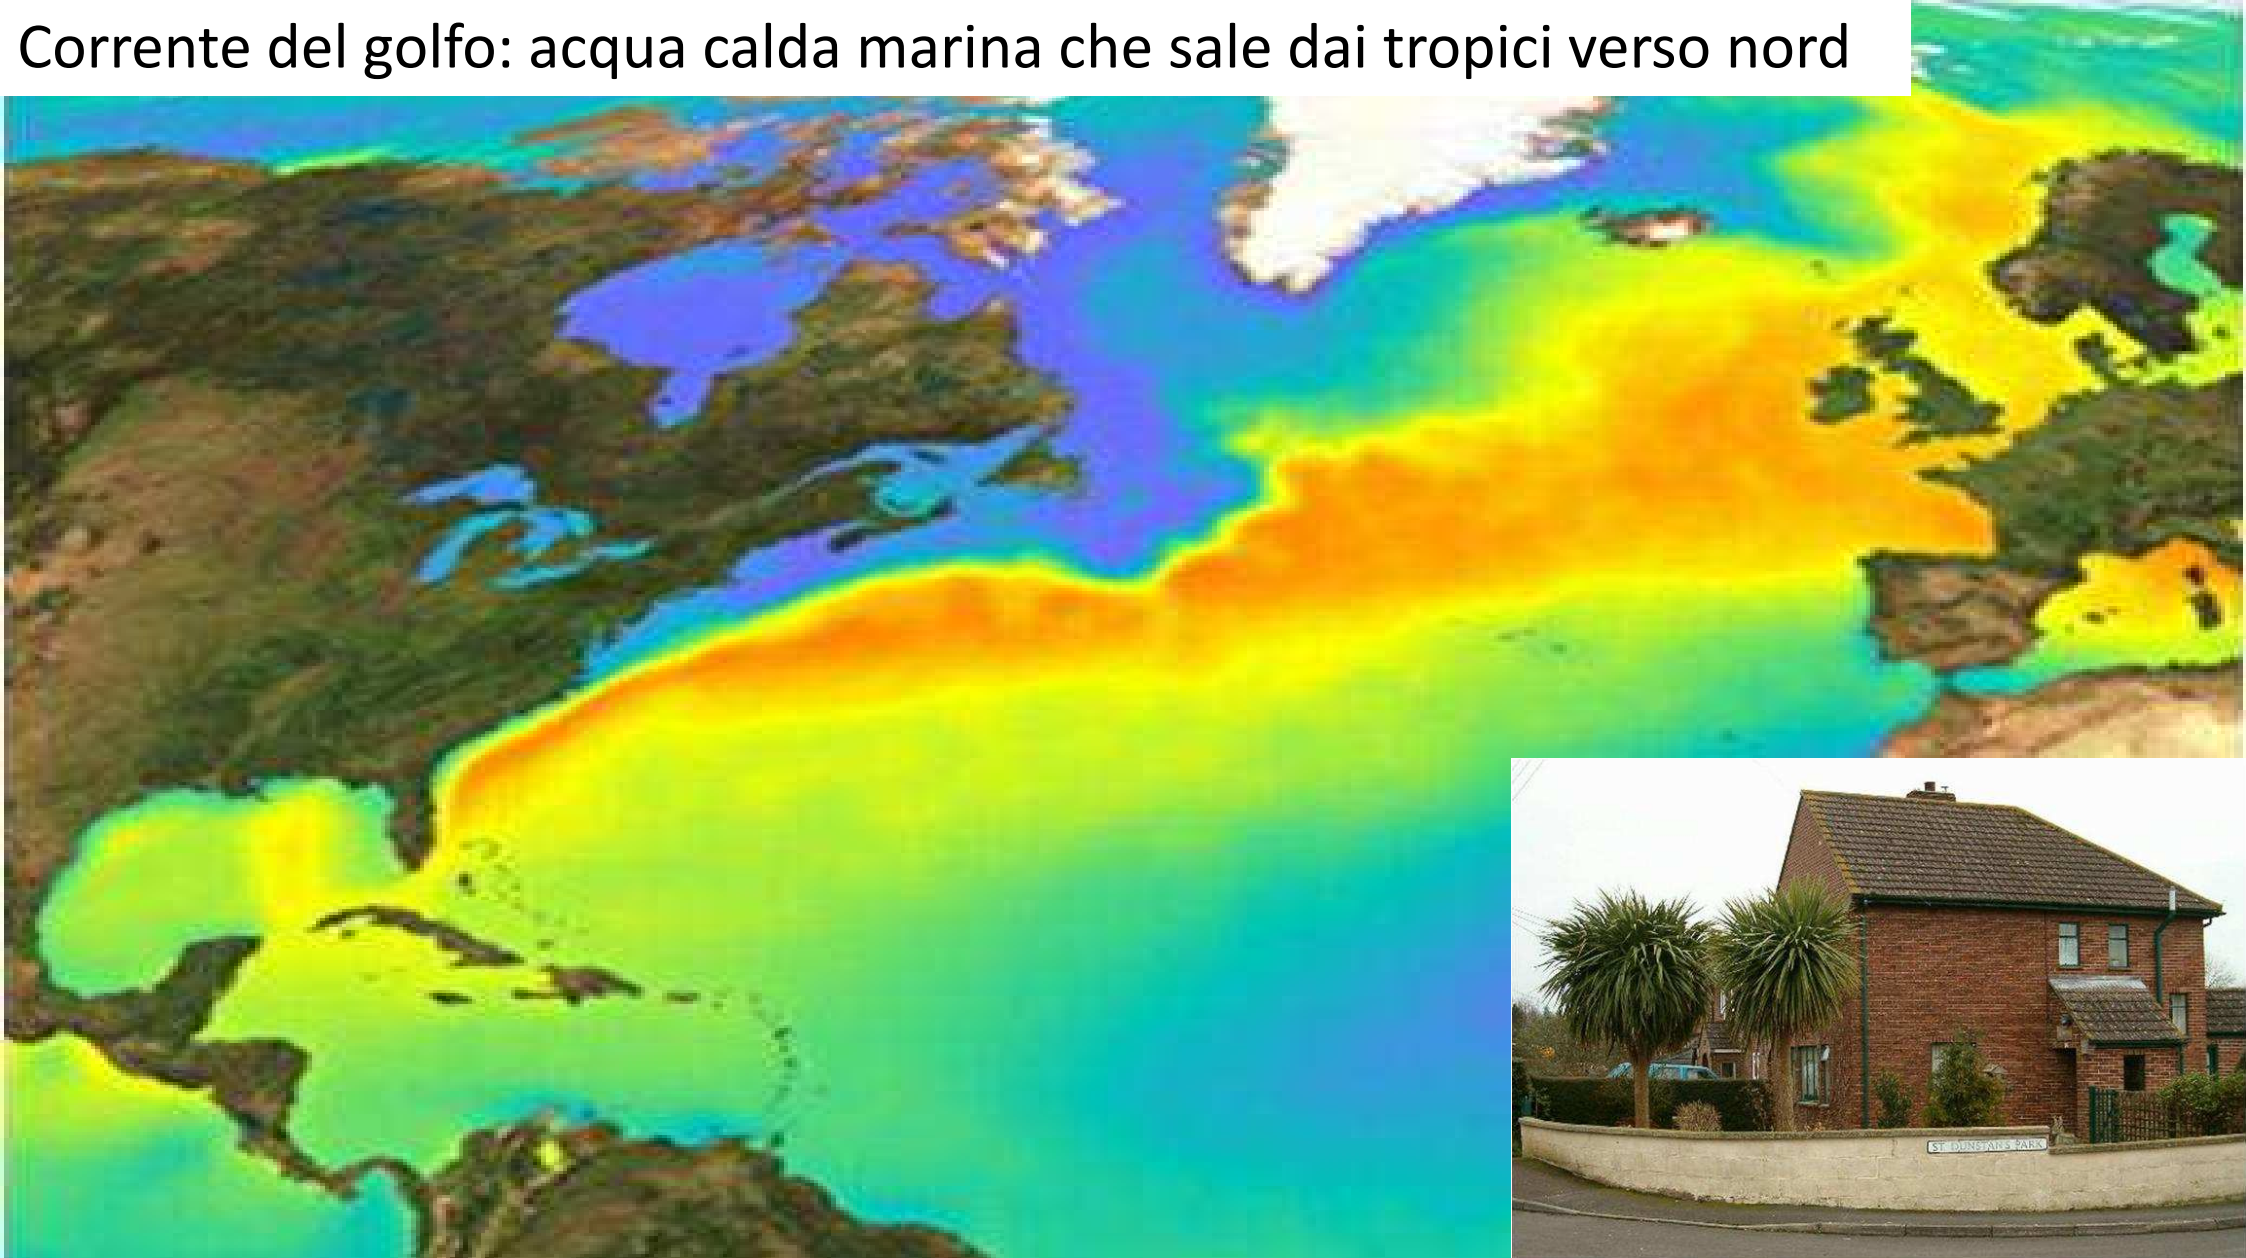 Corrente del golfo: acqua calda marina che sale dai tropici verso nord
ST. DUNSTAN'S PARK